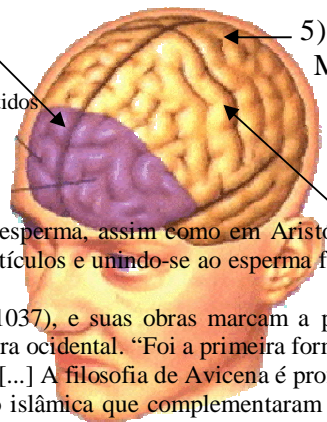 5)
M
tidos
esperma, assim como em Aristo
tículos e unindo-se ao esperma f
1037), e suas obras marcam a p
ra ocidental. “Foi a primeira form
[...] A filosofia de Avicena é pro
o islâmica que complementaram